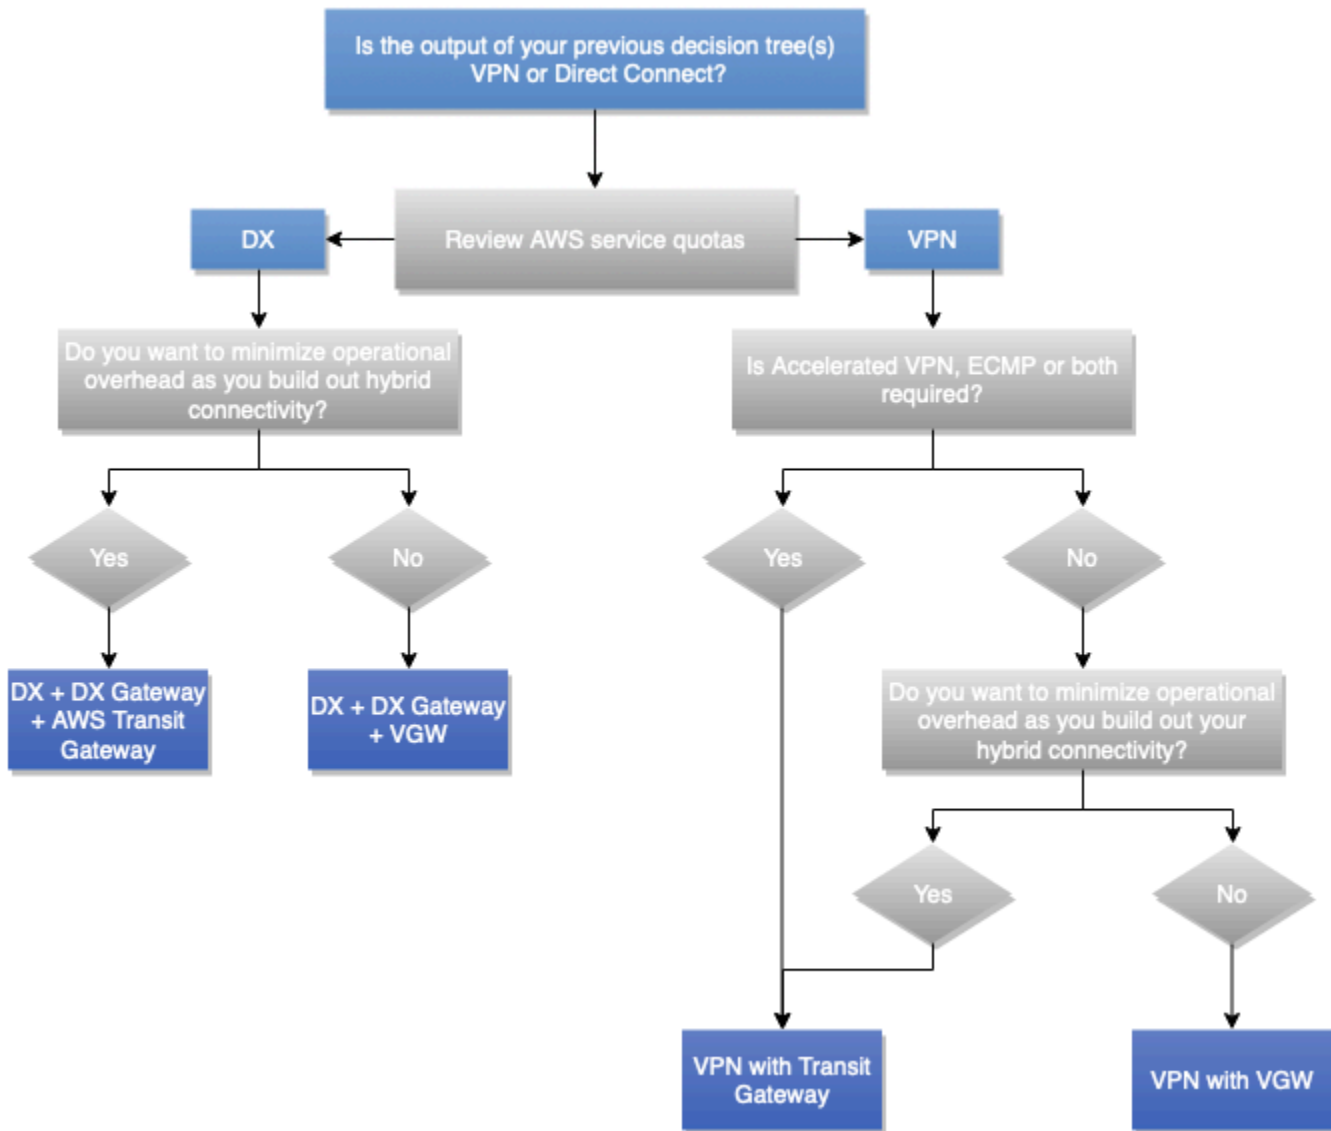 Is the output of your previous decision tree(s)
VPN or Direct Connect?
DX
Review AWS service quotas
VPN
Do you want to minimize operational
overhead as you build out hybrid
connectivity?
Is Accelerated VPN, ECMP or both
required?
Yes
No
Yes
No
DX + DX Gateway
+ AWS Transit
Gateway
DX + DX Gateway
+ VGW
Do you want to minimize operational
overhead as you build out your
hybrid connectivity?
Yes
No
VPN with Transit
Gateway
VPN with VGW